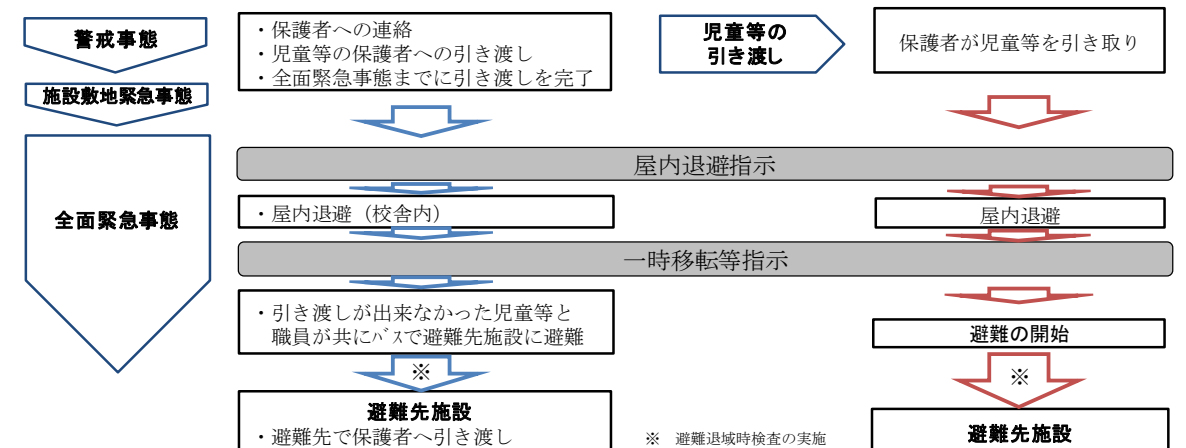 警戒事態
・保護者への連絡
・児童等の保護者への引き渡し
・全面緊急事態までに引き渡しを完了
児童等の
引き渡し
保護者が児童等を引き取り
施設敷地緊急事態
屋内退避指示
全面緊急事態
・屋内退避（校舎内）
屋内退避
一時移転等指示
・引き渡しが出来なかった児童等と
職員が共にﾊﾞｽで避難先施設に避難
避難の開始
※
※
避難先施設
・避難先で保護者へ引き渡し
※ 避難退域時検査の実施
避難先施設